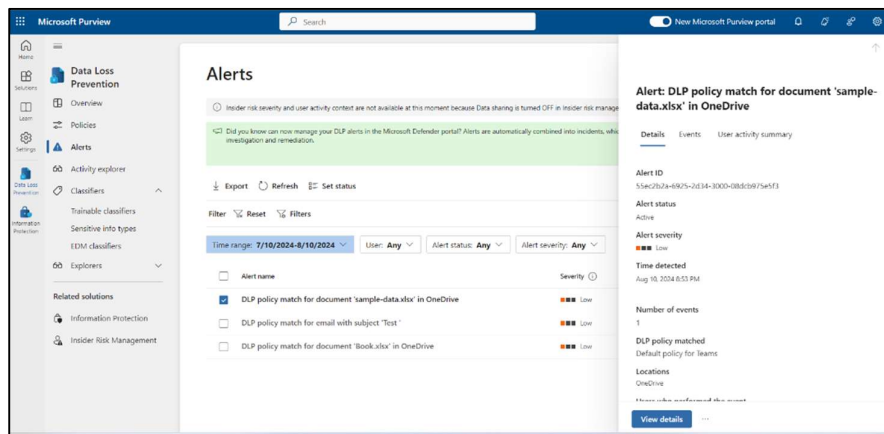 Microsoft Purview
Search
New Microsoft Purview portal
Home
Solutions
Learn
Settings
Data Loss Prevention
Information Protection
Data Loss Prevention
Overview
Policies
Alerts
Activity explorer
Classifiers
Trainable classifiers
Sensitive info types
EDM classifiers
Explorers
Related solutions
Information Protection
Insider Risk Management
Alerts
Insider risk severity and user activity context are not available at this moment because Data sharing is turned OFF in insider risk manage
Did you know can now manage your DLP alerts in the Microsoft Defender portal? Alerts are automatically combined into incidents, whic
investigation and remediation.
Export Refresh Set status
Filter Reset Filters
Time range: 7/10/2024-8/10/2024 User: Any Alert status: Any Alert severity: Any
Alert name Severity
DLP policy match for document 'sample-data.xlsx' in OneDrive Low
DLP policy match for email with subject 'Test ' Low
DLP policy match for document 'Book.xlsx' in OneDrive Low
Alert: DLP policy match for document 'sample-
data.xlsx' in OneDrive
Details Events User activity summary
Alert ID
55ec2b2a-6925-2d34-3000-08dcb975e5f3
Alert status
Active
Alert severity
Low
Time detected
Aug 10, 2024 8:53 PM
Number of events
1
DLP policy matched
Default policy for Teams
Locations
OneDrive
Users who performed the event
View details